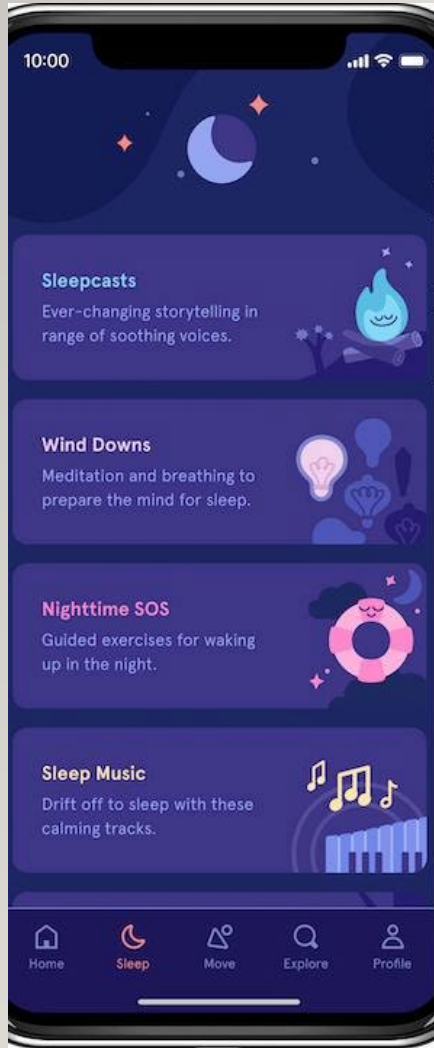 10:00
Sleepcasts
Ever-changing storytelling in
range of soothing voices.
Wind Downs
Meditation and breathing to
prepare the mind for sleep.
Nighttime SOS
Guided exercises for waking
up in the night.
Sleep Music
Drift off to sleep with these
calming tracks.
Home
Sleep
Move
Explore
Profile